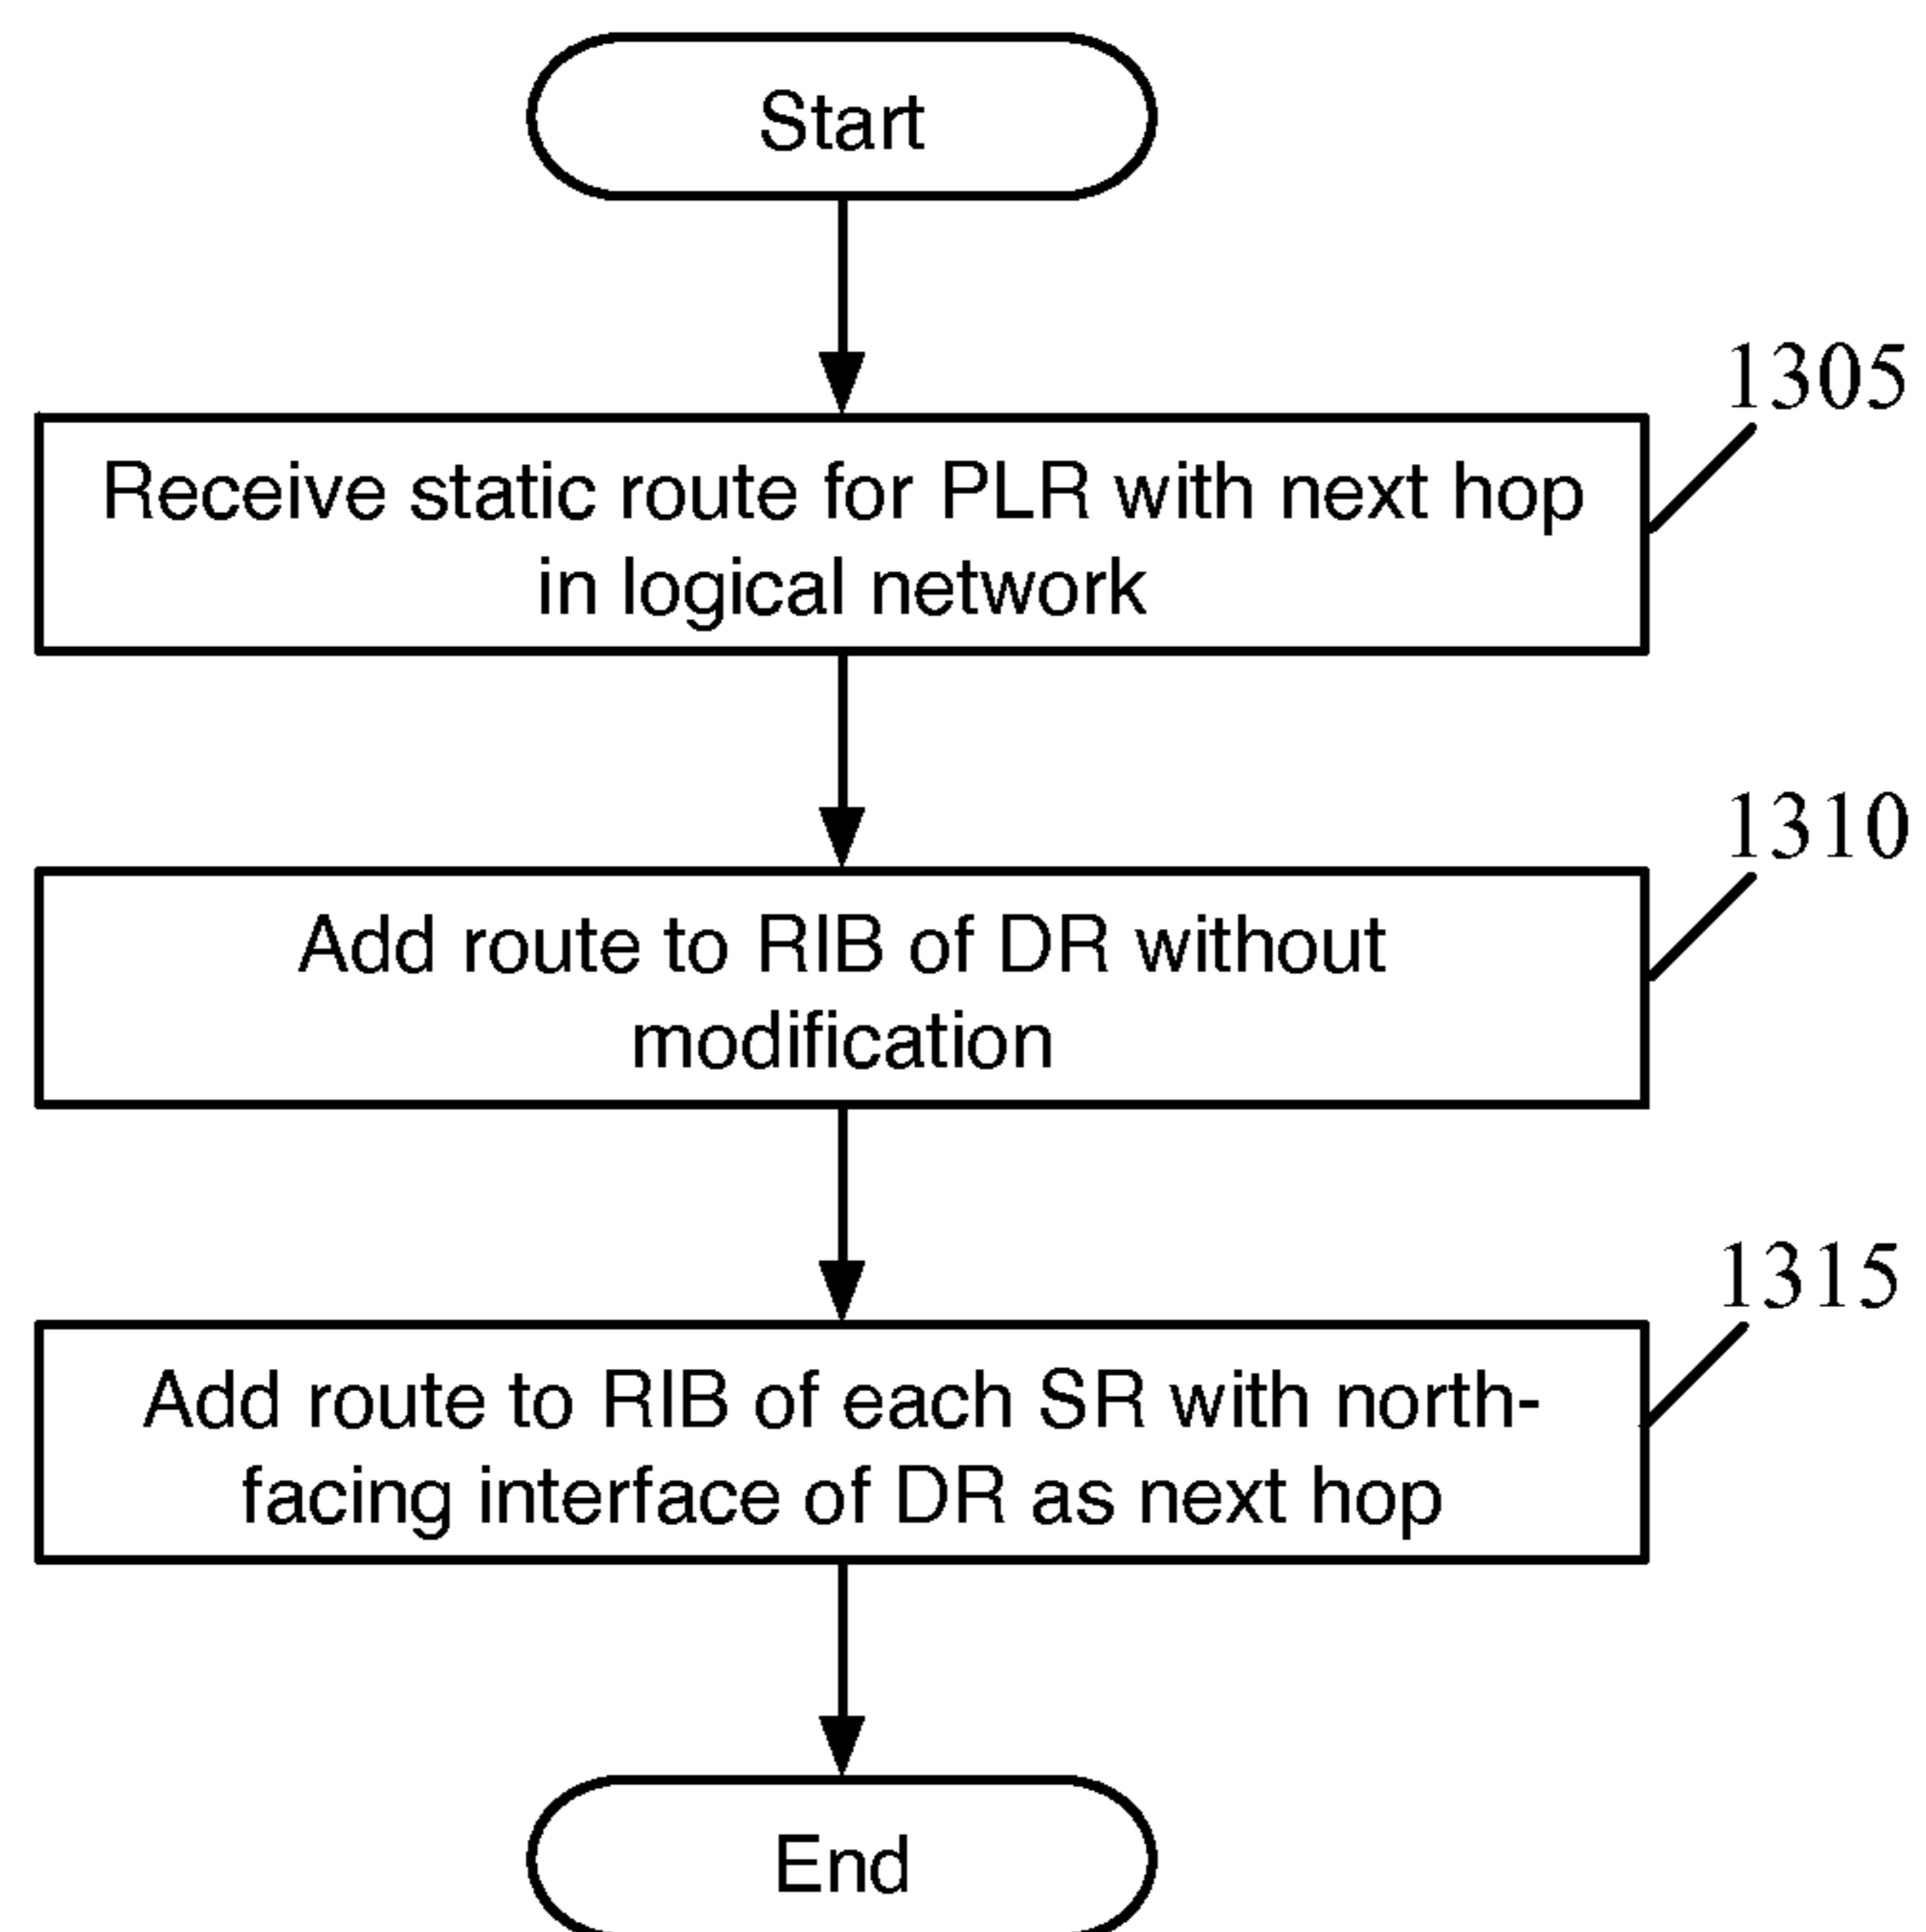 Start
1305
Receive static route for PLR with next hop
in logical network
1310
Add route to RIB of DR without
modification
1315
Add route to RIB of each SR with north-
facing interface of DR as next hop
End